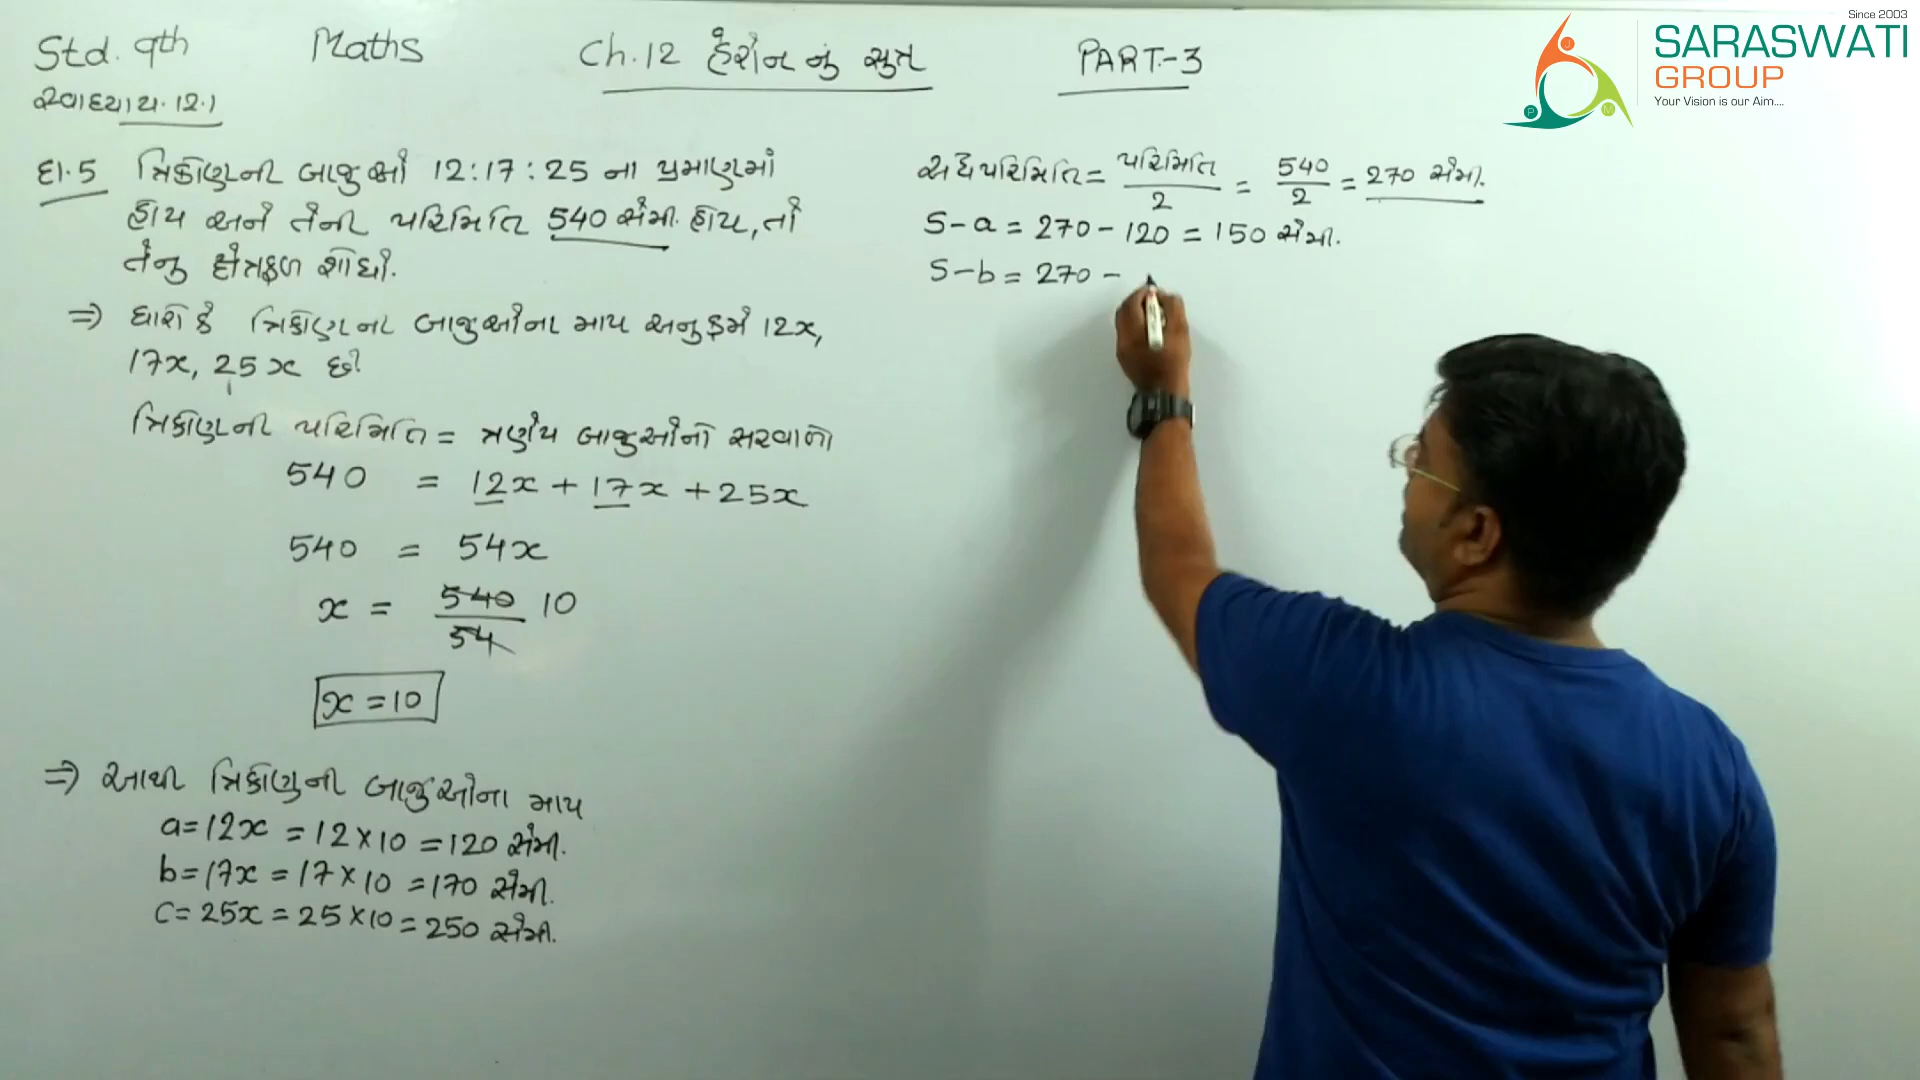 Std. 9th Maths Ch.12 હેરોન નું સુત્ર PART-3
સ્વાધ્યાય.12.1
દા.5 ત્રિકોણની બાજુઓ 12:17:25 ના પ્રમાણમાં
હોય અને તેની પરિમિતિ 540 સેમી. હોય, તો
તેનુ ક્ષેત્રફળ શોધો.
⇒ ધારો કે ત્રિકોણના બાજુઓના માપ અનુક્રમે 12x,
17x, 25x છે.
ત્રિકોણની પરિમિતિ = ત્રણેય બાજુઓનો સરવાળો
540 = 12x + 17x + 25x
540 = 54x
x = 540/54 10
x = 10
⇒ આથી ત્રિકોણની બાજુઓના માપ
a=12x = 12×10 = 120 સેમી.
b=17x = 17×10 = 170 સેમી.
c=25x = 25×10 = 250 સેમી.
અર્ધપરિમિતિ = પરિમિતિ/2 = 540/2 = 270 સેમી.
S-a = 270-120 = 150 સેમી.
S-b = 270 -
Since 2003
SARASWATI
GROUP
Your Vision is our Aim....
J
P
M